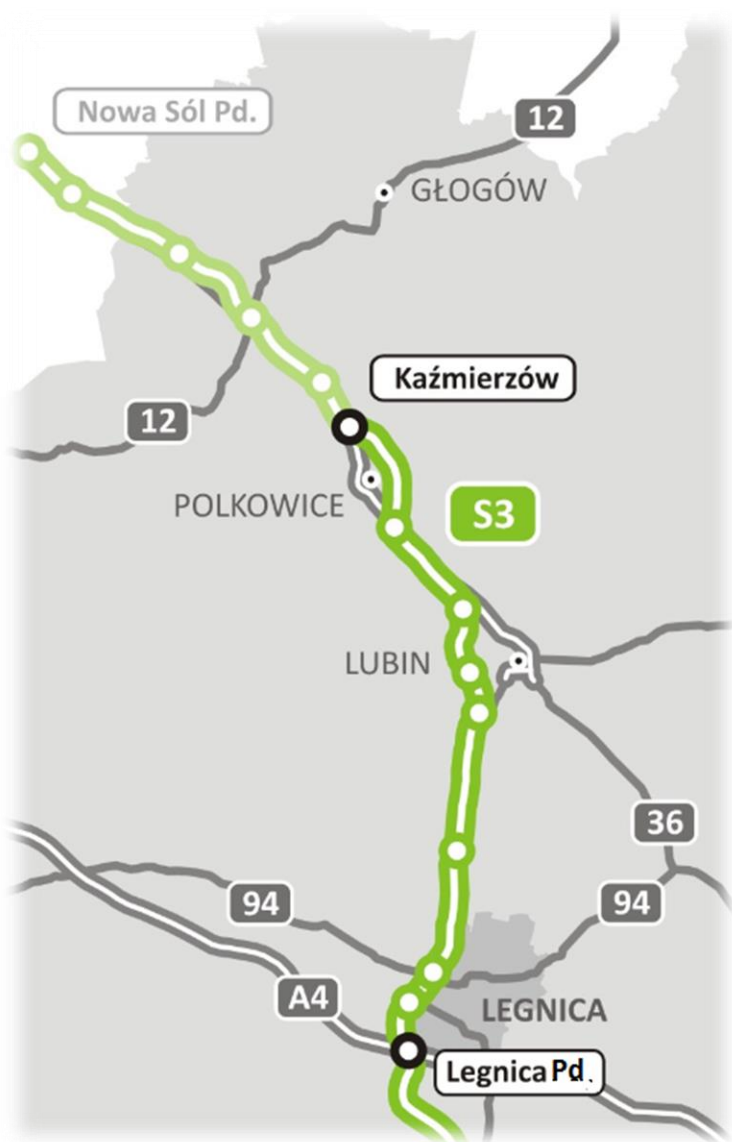 Nowa Sól Pd.
12
GŁOGÓW
Kaźmierzów
12
POLKOWICE
S3
LUBIN
36
94
94
A4
LEGNICA
Legnica Pd.